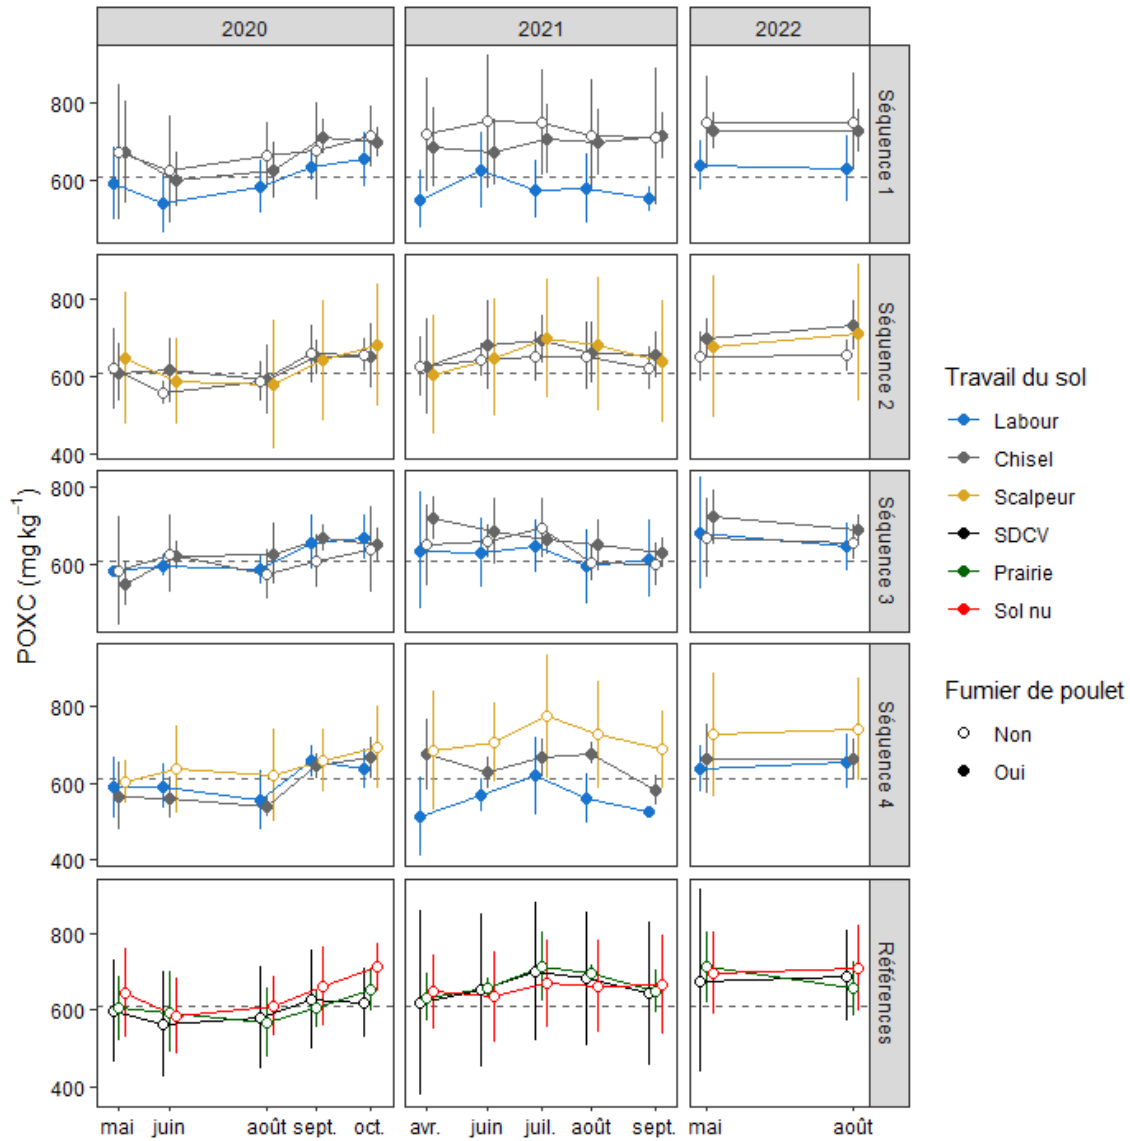 2020 2021 2022
800
600
Séquence 1
800
600
400
Séquence 2
800
600
Séquence 3
800
600
400
Séquence 4
800
600
400
Références
POXC (mg kg⁻¹)
mai juin août sept. oct. avr. juin juil. août sept. mai août
Travail du sol
Labour
Chisel
Scalpeur
SDCV
Prairie
Sol nu
Fumier de poulet
Non
Oui